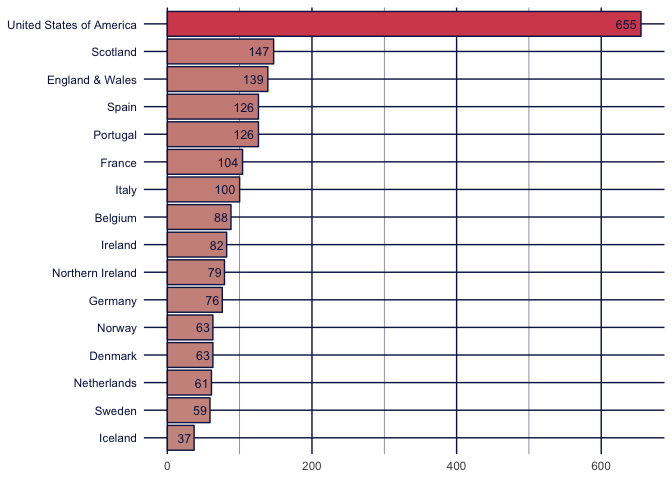 United States of America 655
Scotland 147
England & Wales 139
Spain 126
Portugal 126
France 104
Italy 100
Belgium 88
Ireland 82
Northern Ireland 79
Germany 76
Norway 63
Denmark 63
Netherlands 61
Sweden 59
Iceland 37
0 200 400 600